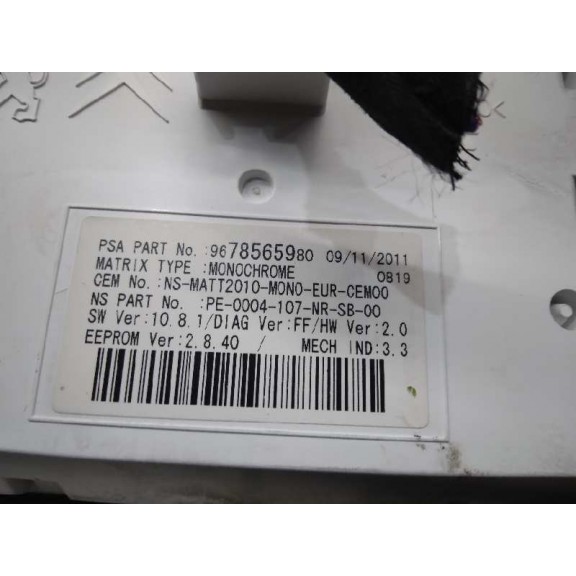 PSA PART No.:9678565980 09/11/2011
MATRIX TYPE :MONOCHROME 0819
CEM No.:NS-MATT2010-MONO-EUR-CEM00
NS PART No. :PE-0004-107-NR-SB-00
SW Ver:10.8.1/DIAG Ver:FF/HW Ver:2.0
EEPROM Ver:2.8.40 / MECH IND:3.3